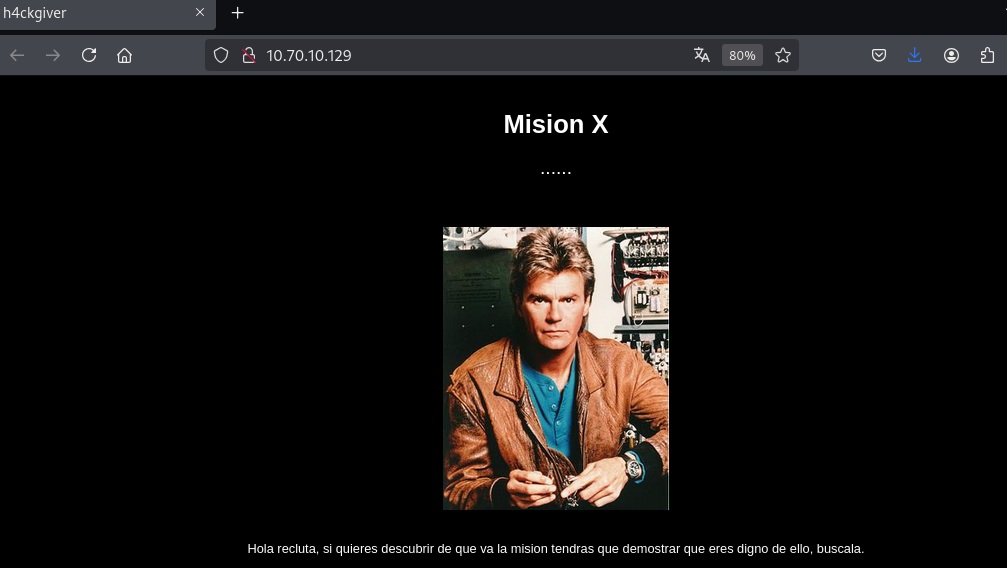 h4ckgiver
10.70.10.129
80%
Mision X
......
Hola recluta, si quieres descubrir de que va la mision tendras que demostrar que eres digno de ello, buscala.